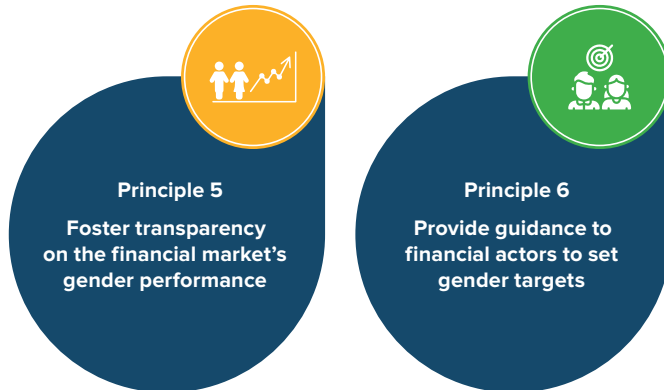 Principle 5
Foster transparency
on the financial market's
gender performance
Principle 6
Provide guidance to
financial actors to set
gender targets